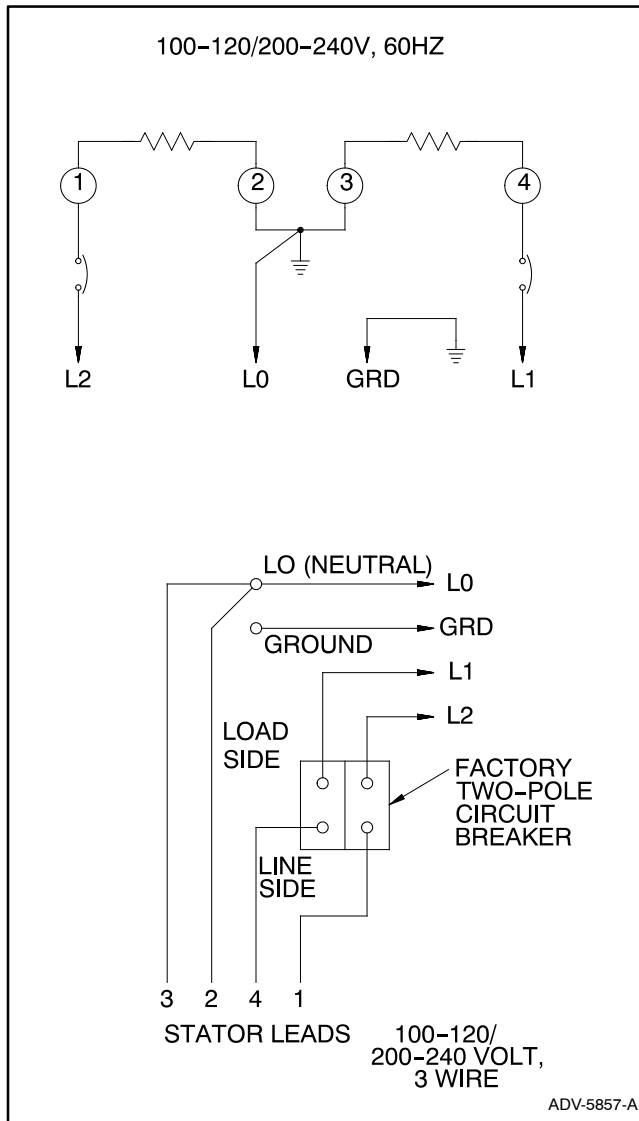 100-120/200-240V, 60HZ
1
2
3
4
L2
L0
GRD
L1
LO (NEUTRAL)
L0
GROUND
GRD
L1
L2
LOAD
SIDE
FACTORY
TWO-POLE
CIRCUIT
BREAKER
LINE
SIDE
3
2
4
1
STATOR LEADS
100-120/
200-240 VOLT,
3 WIRE
ADV-5857-A